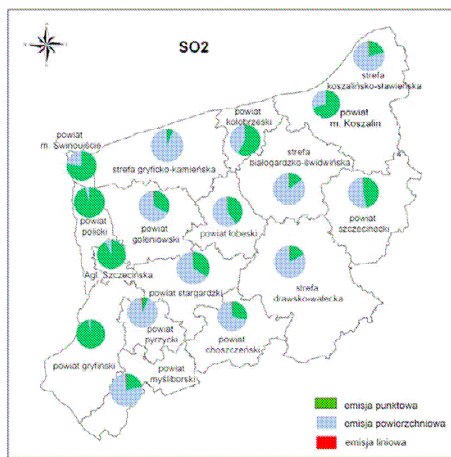 SO2
strefa
koszalińsko-sławieńska
powiat
kołobrzeski
powiat
m. Koszalin
powiat
m. Świnoujście
strefa gryficko-kamieńska
strefa
białogardzko-świdwińska
powiat
policki
powiat
goleniowski
powiat łobeski
powiat
szczecinecki
Agl. Szczecińska
powiat stargardzki
strefa
drawsko-wałecka
powiat
pyrzycki
powiat
choszczeński
powiat gryfiński
powiat
myśliborski
emisja punktowa
emisja powierzchniowa
emisja liniowa